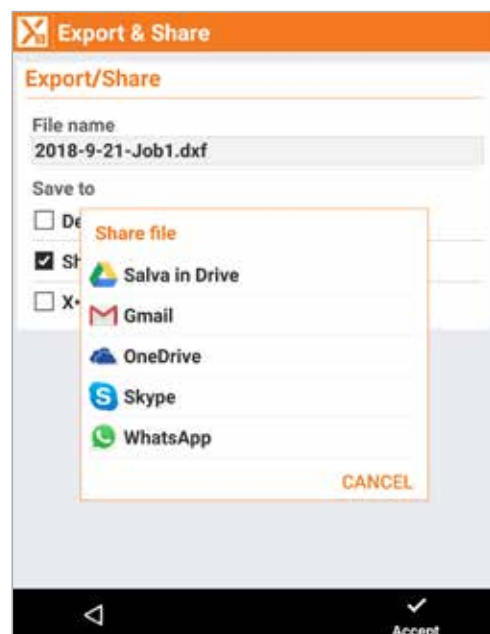 Export & Share
Export/Share
File name
2018-9-21-Job1.dxf
Save to
De
Share file
Sh
Salva in Drive
X
Gmail
OneDrive
Skype
WhatsApp
CANCEL
Accept